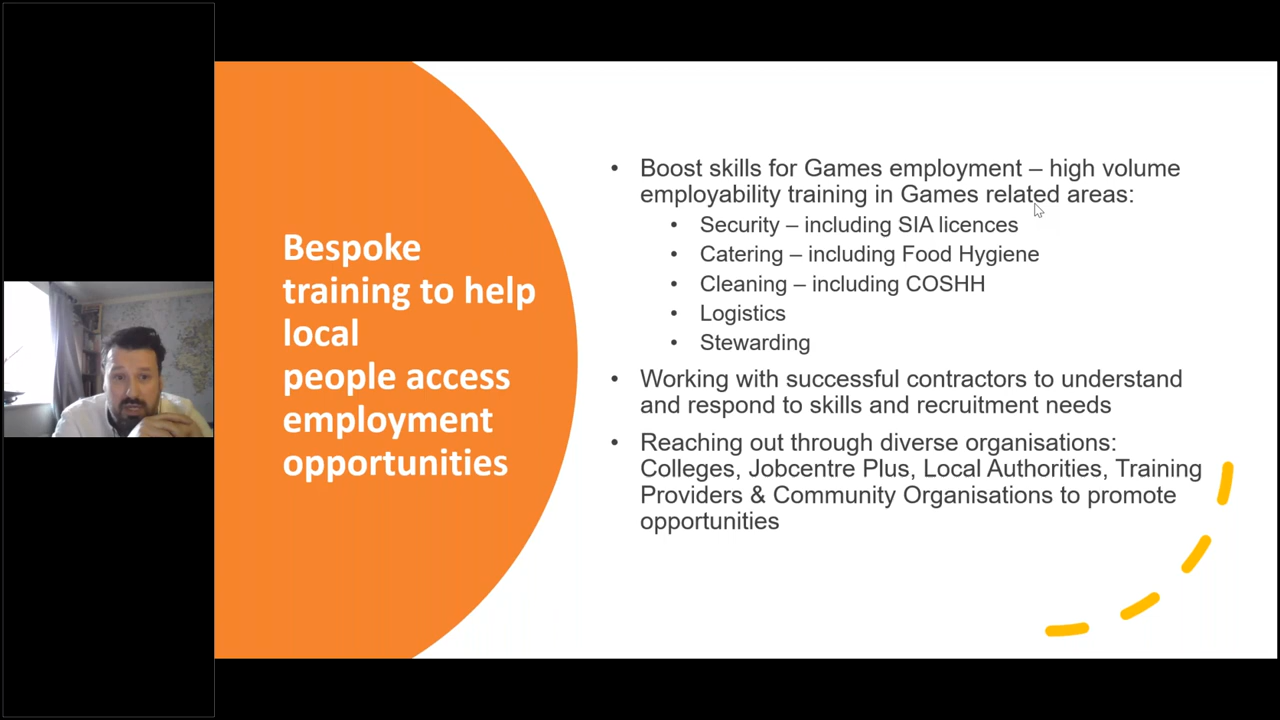 Bespoke
training to help
local
people access
employment
opportunities
• Boost skills for Games employment – high volume
employability training in Games related areas:
• Security – including SIA licences
• Catering – including Food Hygiene
• Cleaning – including COSHH
• Logistics
• Stewarding
• Working with successful contractors to understand
and respond to skills and recruitment needs
• Reaching out through diverse organisations:
Colleges, Jobcentre Plus, Local Authorities, Training
Providers & Community Organisations to promote
opportunities